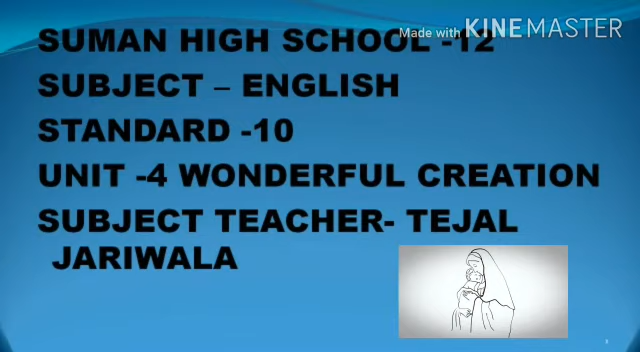 SUMAN HIGH SCHOOL -12
Made with KINEMASTER
SUBJECT – ENGLISH
STANDARD -10
UNIT -4 WONDERFUL CREATION
SUBJECT TEACHER- TEJAL
JARIWALA